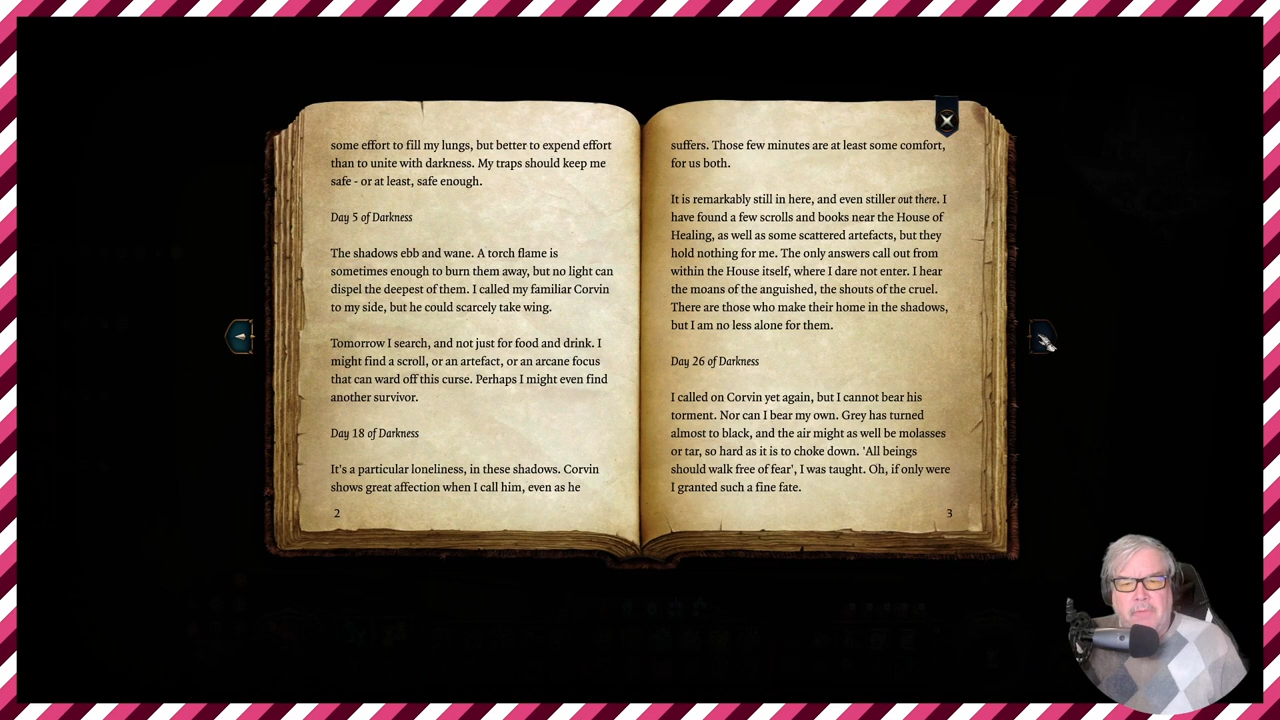 some effort to fill my lungs, but better to expend effort
than to unite with darkness. My traps should keep me
safe - or at least, safe enough.
Day 5 of Darkness
The shadows ebb and wane. A torch flame is
sometimes enough to burn them away, but no light can
dispel the deepest of them. I called my familiar Corvin
to my side, but he could scarcely take wing.
Tomorrow I search, and not just for food and drink. I
might find a scroll, or an artefact, or an arcane focus
that can ward off this curse. Perhaps I might even find
another survivor.
Day 18 of Darkness
It's a particular loneliness, in these shadows. Corvin
shows great affection when I call him, even as he
2
suffers. Those few minutes are at least some comfort,
for us both.
It is remarkably still in here, and even stiller out there. I
have found a few scrolls and books near the House of
Healing, as well as some scattered artefacts, but they
hold nothing for me. The only answers call out from
within the House itself, where I dare not enter. I hear
the moans of the anguished, the shouts of the cruel.
There are those who make their home in the shadows,
but I am no less alone for them.
Day 26 of Darkness
I called on Corvin yet again, but I cannot bear his
torment. Nor can I bear my own. Grey has turned
almost to black, and the air might as well be molasses
or tar, so hard as it is to choke down. 'All beings
should walk free of fear', I was taught. Oh, if only were
I granted such a fine fate.
3